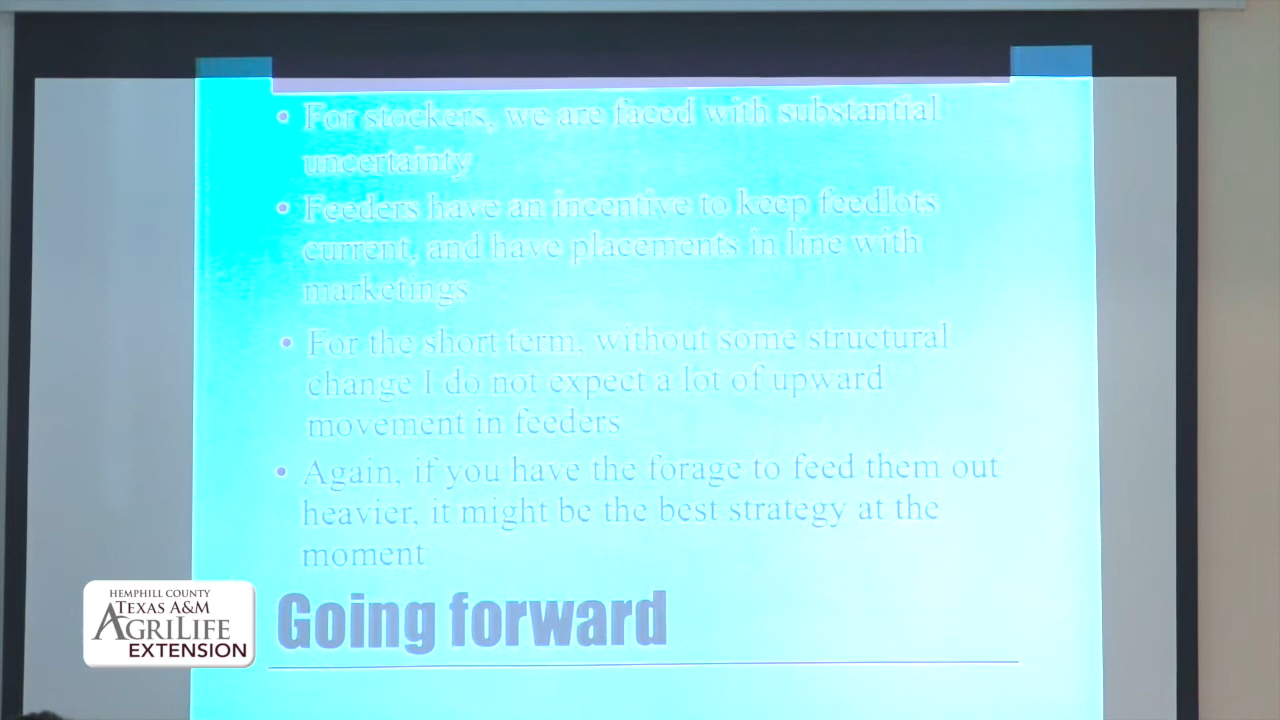 • For stockers, we are faced with substantial
uncertainty
• Feeders have an incentive to keep feedlots
current, and have placements in line with
marketings
• For the short term, without some structural
change I do not expect a lot of upward
movement in feeders
• Again, if you have the forage to feed them out
heavier, it might be the best strategy at the
moment
Going forward
HEMPHILL COUNTY
TEXAS A&M
AGRILIFE
EXTENSION